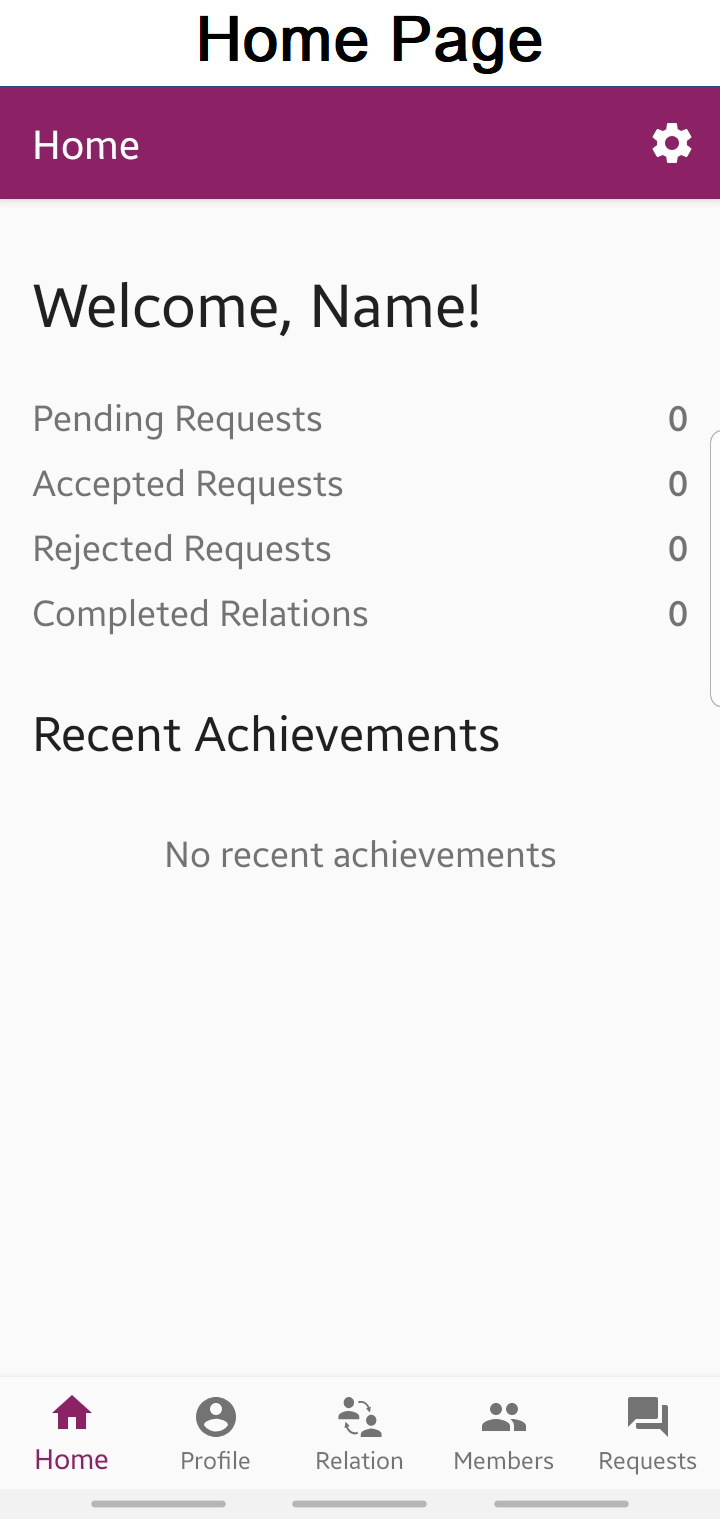 Home Page
Home
Welcome, Name!
Pending Requests 0
Accepted Requests 0
Rejected Requests 0
Completed Relations 0
Recent Achievements
No recent achievements
Home Profile Relation Members Requests